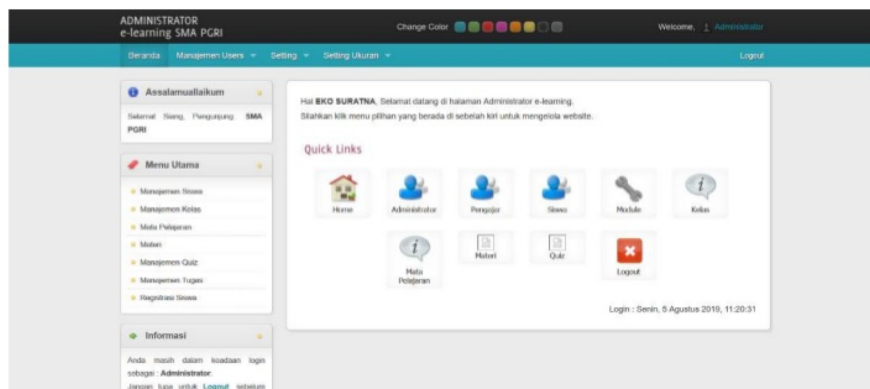 ADMINISTRATOR
e-learning SMA PGRI
Change Color
Welcome, Administrator
Beranda Manajemen Users Setting Setting Ukuran Logout
Assalamuallaikum
Selamat Siang, Pengunjung SMA
PGRI
Menu Utama
Manajemen Siswa
Manajemen Kelas
Mata Pelajaran
Materi
Manajemen Quiz
Manajemen Tugas
Registrasi Siswa
Informasi
Anda masih dalam keadaan login
sebagai : Administrator.
Jangan lupa untuk Logout sebelum
Hai EKO SURATNA, Selamat datang di halaman Administrator e-learning.
Silahkan klik menu pilihan yang berada di sebelah kiri untuk mengelola website.
Quick Links
Home Administrator Pengajar Siswa Module Kelas
Mata
Pelajaran
Materi Quiz Logout
Login : Senin, 5 Agustus 2019, 11:20:31